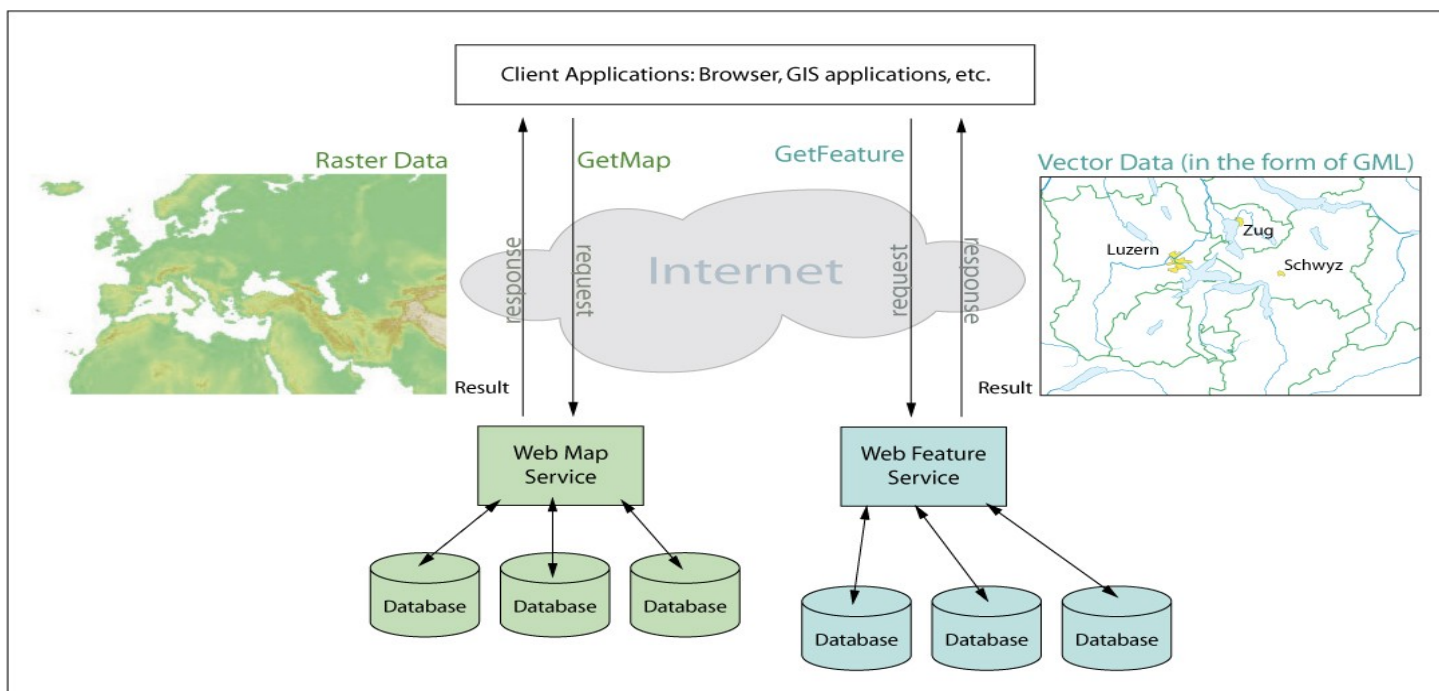 Client Applications: Browser, GIS applications, etc.
Raster Data
GetMap
GetFeature
Vector Data (in the form of GML)
response
request
Internet
request
response
Luzern
Zug
Schwyz
Result
Result
Web Map
Service
Web Feature
Service
Database
Database
Database
Database
Database
Database